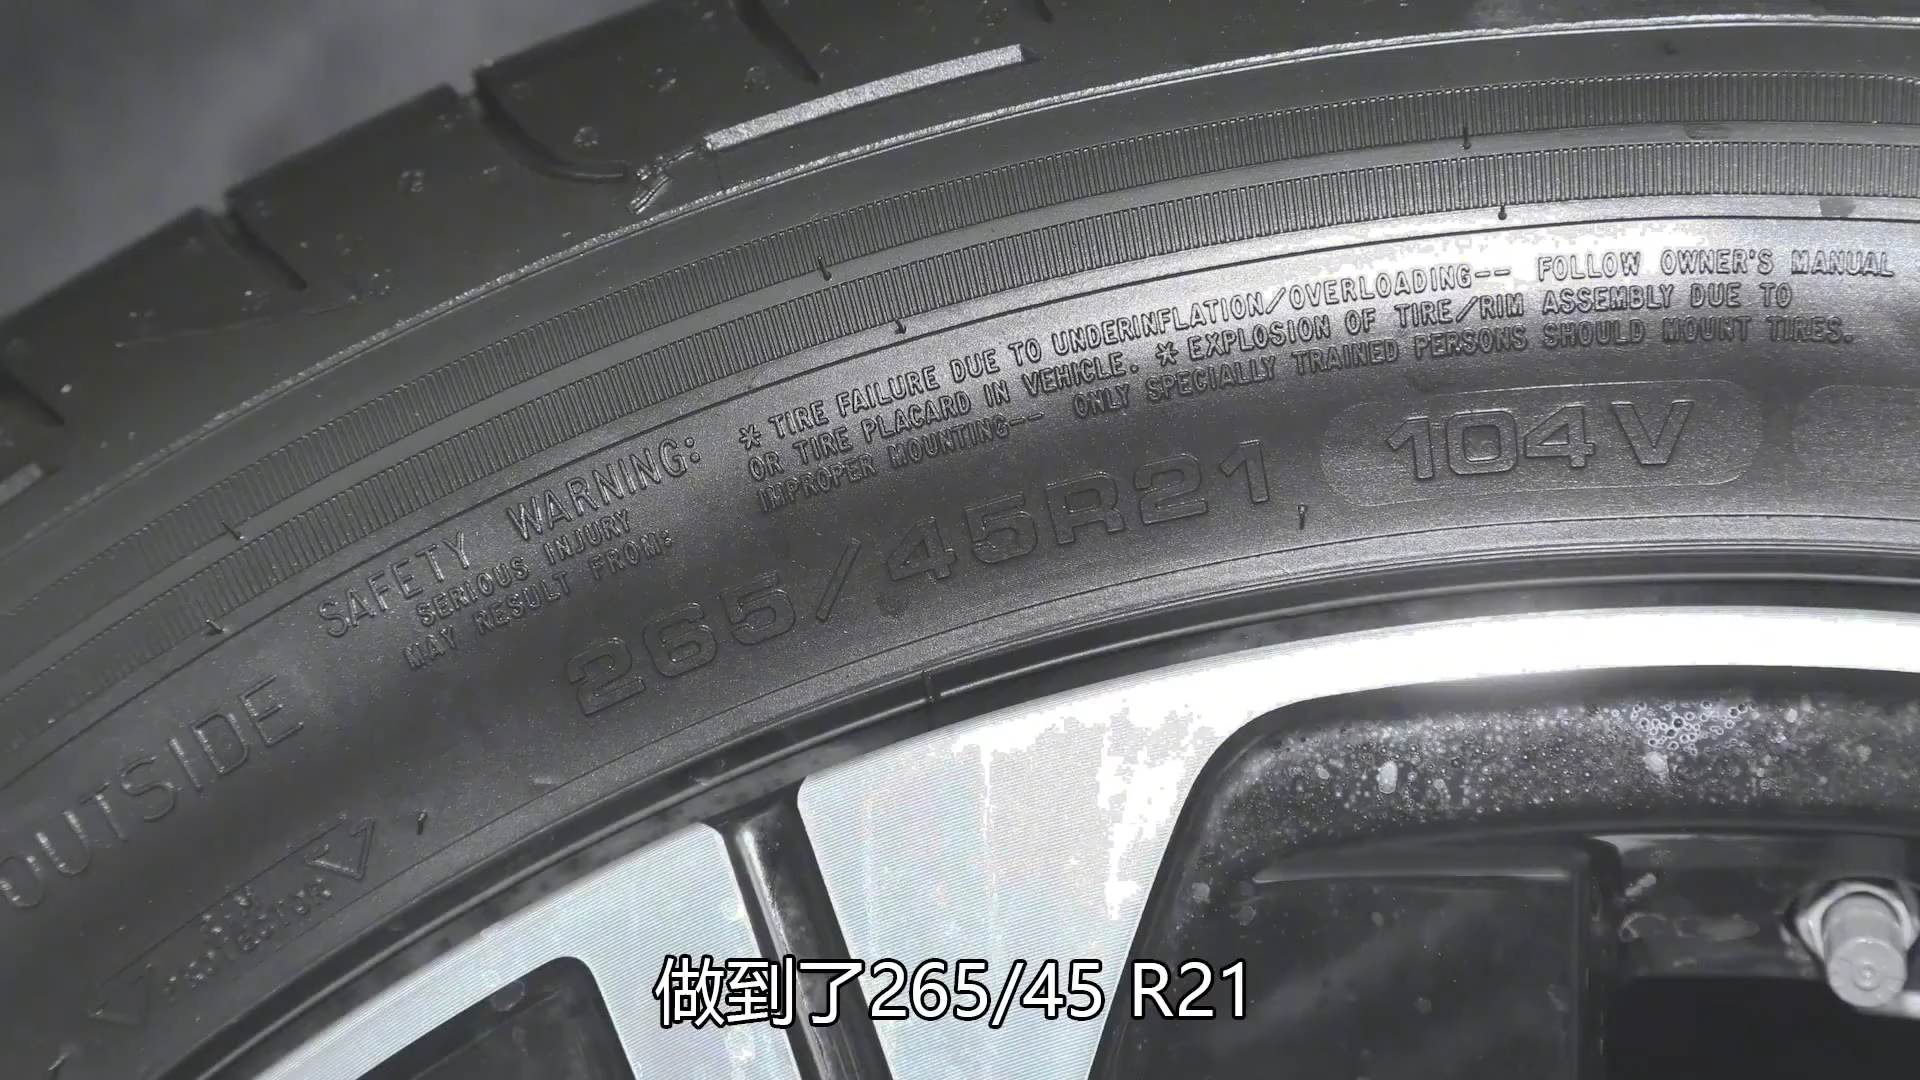 SAFETY WARNING:
SERIOUS INJURY
MAY RESULT FROM:
* TIRE FAILURE DUE TO UNDERINFLATION/OVERLOADING-- FOLLOW OWNER'S MANUAL
OR TIRE PLACARD IN VEHICLE. * EXPLOSION OF TIRE/RIM ASSEMBLY DUE TO
IMPROPER MOUNTING-- ONLY SPECIALLY TRAINED PERSONS SHOULD MOUNT TIRES.
265/45R21 104V
OUTSIDE
RIM
PROTECTOR
做到了265/45 R21